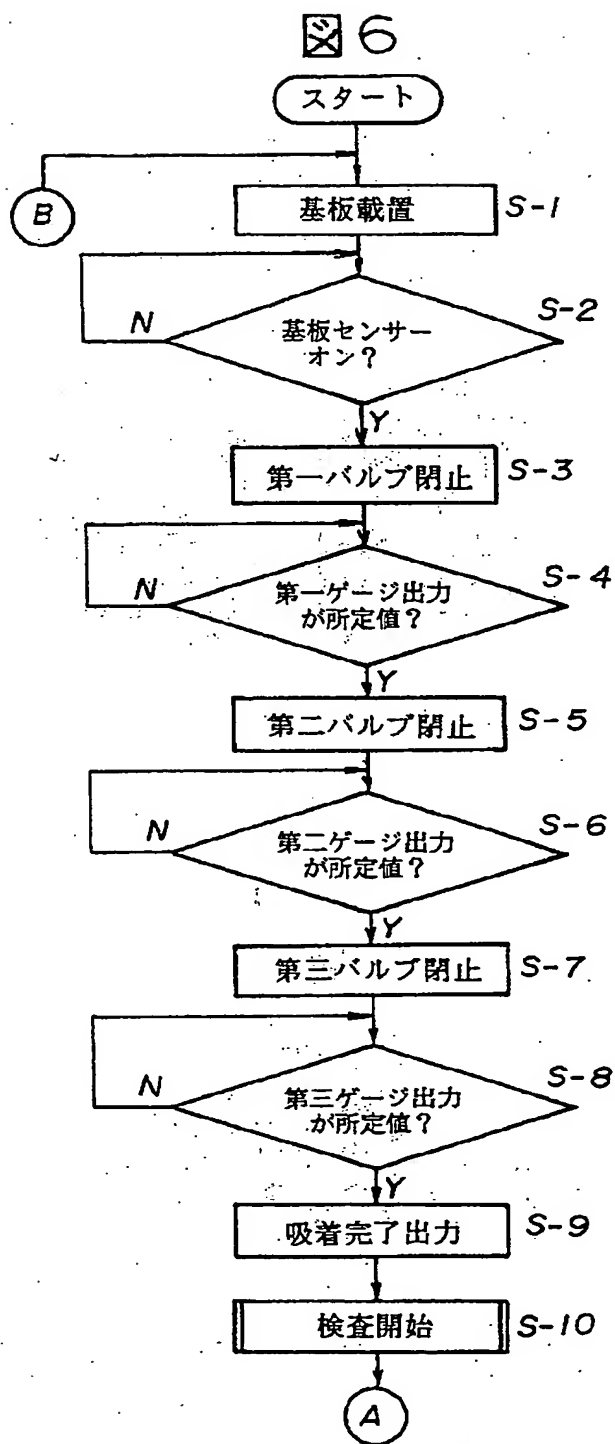 図6
スタート
B
基板載置
S-1
基板センサー
オン?
S-2
N
Y
第一バルブ閉止
S-3
第一ゲージ出力
が所定値?
S-4
N
Y
第二バルブ閉止
S-5
第二ゲージ出力
が所定値?
S-6
N
Y
第三バルブ閉止
S-7
第三ゲージ出力
が所定値?
S-8
N
Y
吸着完了出力
S-9
検査開始
S-10
A